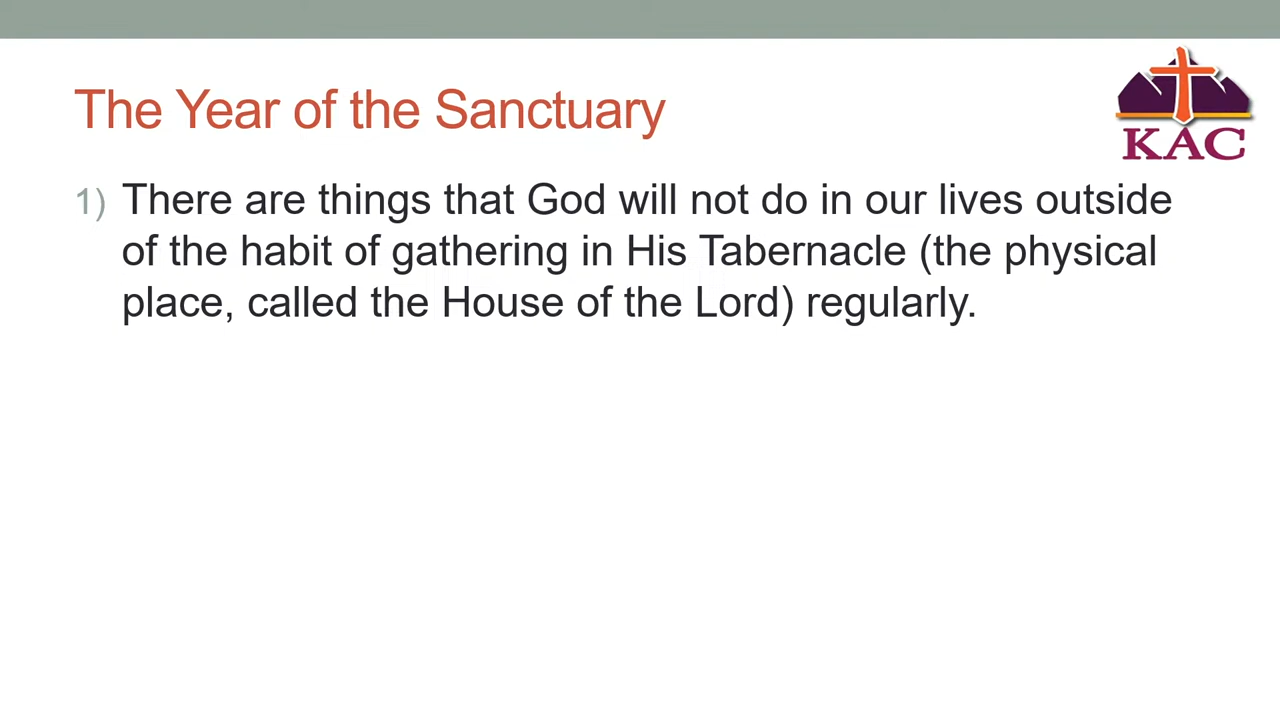 The Year of the Sanctuary
KAC
1) There are things that God will not do in our lives outside
of the habit of gathering in His Tabernacle (the physical
place, called the House of the Lord) regularly.